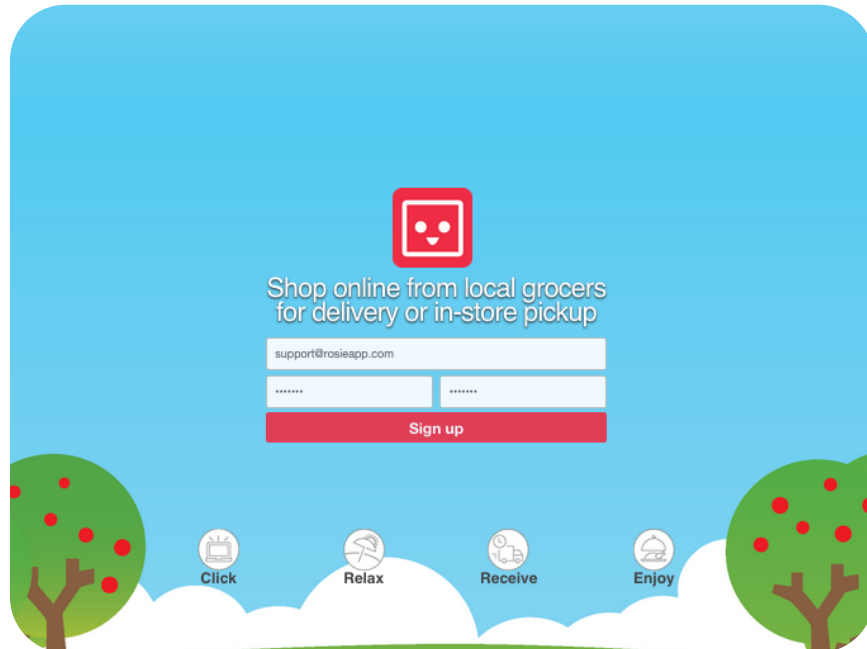 Shop online from local grocers
for delivery or in-store pickup
support@rosieapp.com
••••••• •••••••
Sign up
Click Relax Receive Enjoy